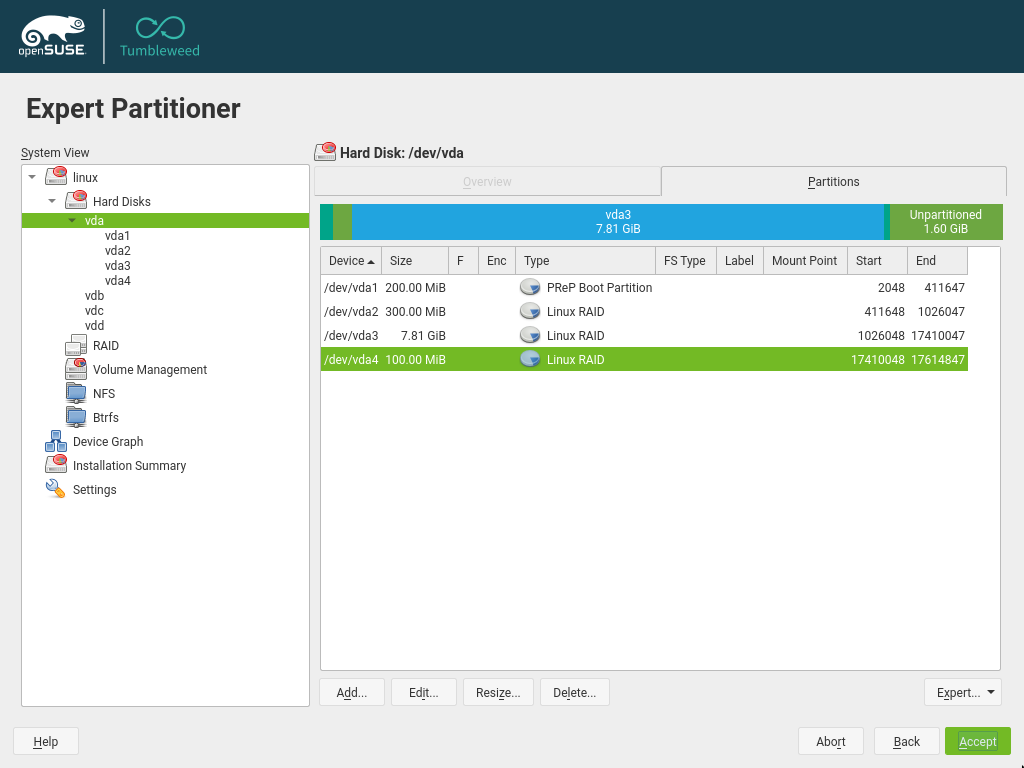 openSUSE
Tumbleweed
Expert Partitioner
System View
linux
Hard Disks
vda
vda1
vda2
vda3
vda4
vdb
vdc
vdd
RAID
Volume Management
NFS
Btrfs
Device Graph
Installation Summary
Settings
Hard Disk: /dev/vda
Overview Partitions
vda3 Unpartitioned
7.81 GiB 1.60 GiB
Device Size F Enc Type FS Type Label Mount Point Start End
/dev/vda1 200.00 MiB PReP Boot Partition 2048 411647
/dev/vda2 300.00 MiB Linux RAID 411648 1026047
/dev/vda3 7.81 GiB Linux RAID 1026048 17410047
/dev/vda4 100.00 MiB Linux RAID 17410048 17614847
Add... Edit... Resize... Delete... Expert...
Help Abort Back Accept